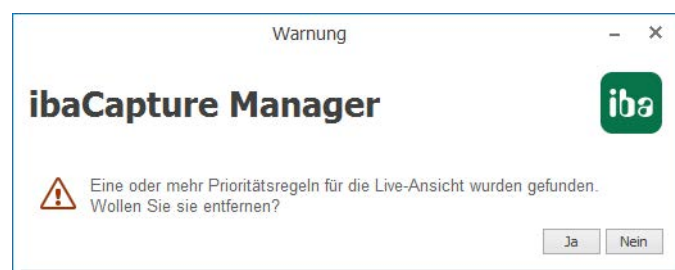 Warnung
ibaCapture Manager
iba
Eine oder mehr Prioritätsregeln für die Live-Ansicht wurden gefunden.
Wollen Sie sie entfernen?
Ja
Nein